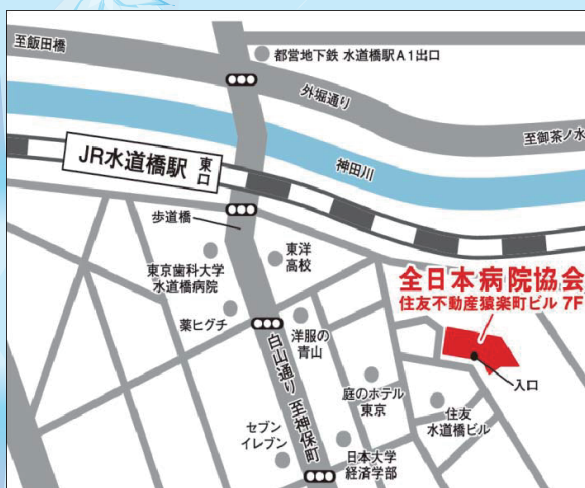 至飯田橋
都営地下鉄 水道橋駅A1出口
外堀通り
至御茶ノ水
JR水道橋駅
東口
神田川
歩道橋
東洋
高校
東京歯科大学
水道橋病院
全日本病院協会
住友不動産猿楽町ビル 7F
薬ヒグチ
洋服の
青山
白山通り 至神保町
入口
庭のホテル
東京
住友
水道橋ビル
セブン
イレブン
日本大学
経済学部